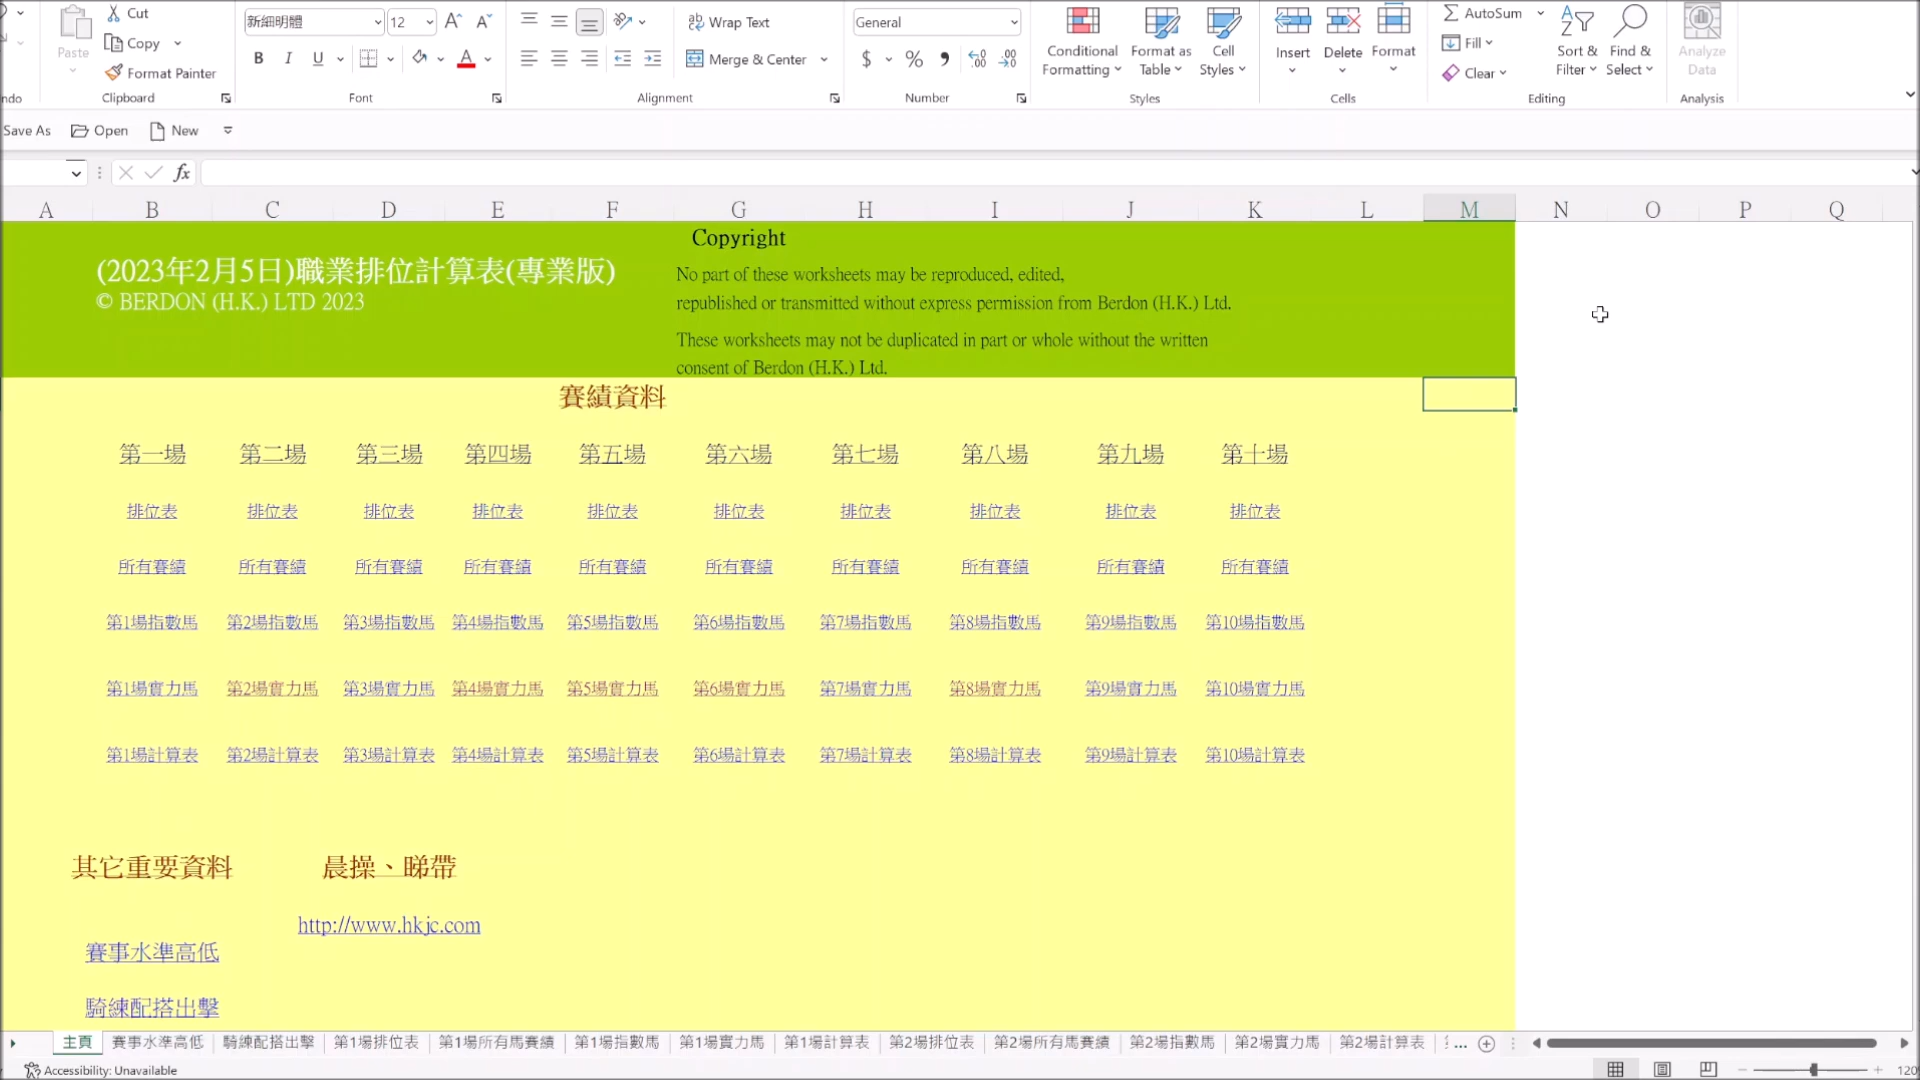 Cut
新細明體
12
Wrap Text
General
AutoSum
Copy
Paste
Fill
Conditional Formatting
Format as Table
Cell Styles
Insert
Delete
Format
Sort & Filter
Find & Select
Analyze Data
B I U
Merge & Center
$ %
Format Painter
Clear
ndo
Clipboard
Font
Alignment
Number
Styles
Cells
Editing
Analysis
Save As
Open
New
fx
A B C D E F G H I J K L M N O P Q
(2023年2月5日)職業排位計算表(專業版)
© BERDON (H.K.) LTD 2023
Copyright
No part of these worksheets may be reproduced, edited,
republished or transmitted without express permission from Berdon (H.K.) Ltd.
These worksheets may not be duplicated in part or whole without the written
consent of Berdon (H.K.) Ltd.
賽績資料
第一場 第二場 第三場 第四場 第五場 第六場 第七場 第八場 第九場 第十場
排位表 排位表 排位表 排位表 排位表 排位表 排位表 排位表 排位表 排位表
所有賽績 所有賽績 所有賽績 所有賽績 所有賽績 所有賽績 所有賽績 所有賽績 所有賽績 所有賽績
第1場指數馬 第2場指數馬 第3場指數馬 第4場指數馬 第5場指數馬 第6場指數馬 第7場指數馬 第8場指數馬 第9場指數馬 第10場指數馬
第1場實力馬 第2場實力馬 第3場實力馬 第4場實力馬 第5場實力馬 第6場實力馬 第7場實力馬 第8場實力馬 第9場實力馬 第10場實力馬
第1場計算表 第2場計算表 第3場計算表 第4場計算表 第5場計算表 第6場計算表 第7場計算表 第8場計算表 第9場計算表 第10場計算表
其它重要資料 晨操、睇帶
http://www.hkjc.com
賽事水準高低
騎練配搭出擊
主頁 賽事水準高低 騎練配搭出擊 第1場排位表 第1場所有馬賽績 第1場指數馬 第1場實力馬 第1場計算表 第2場排位表 第2場所有馬賽績 第2場指數馬 第2場實力馬 第2場計算表 ...
Accessibility: Unavailable
120